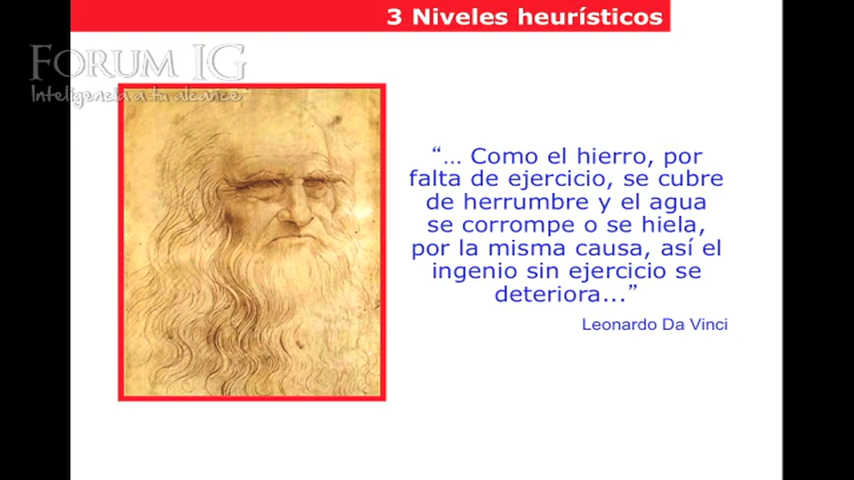 3 Niveles heurísticos
FORUM IG
Inteligencia a tu alcance
“... Como el hierro, por
falta de ejercicio, se cubre
de herrumbre y el agua
se corrompe o se hiela,
por la misma causa, así el
ingenio sin ejercicio se
deteriora...”
Leonardo Da Vinci